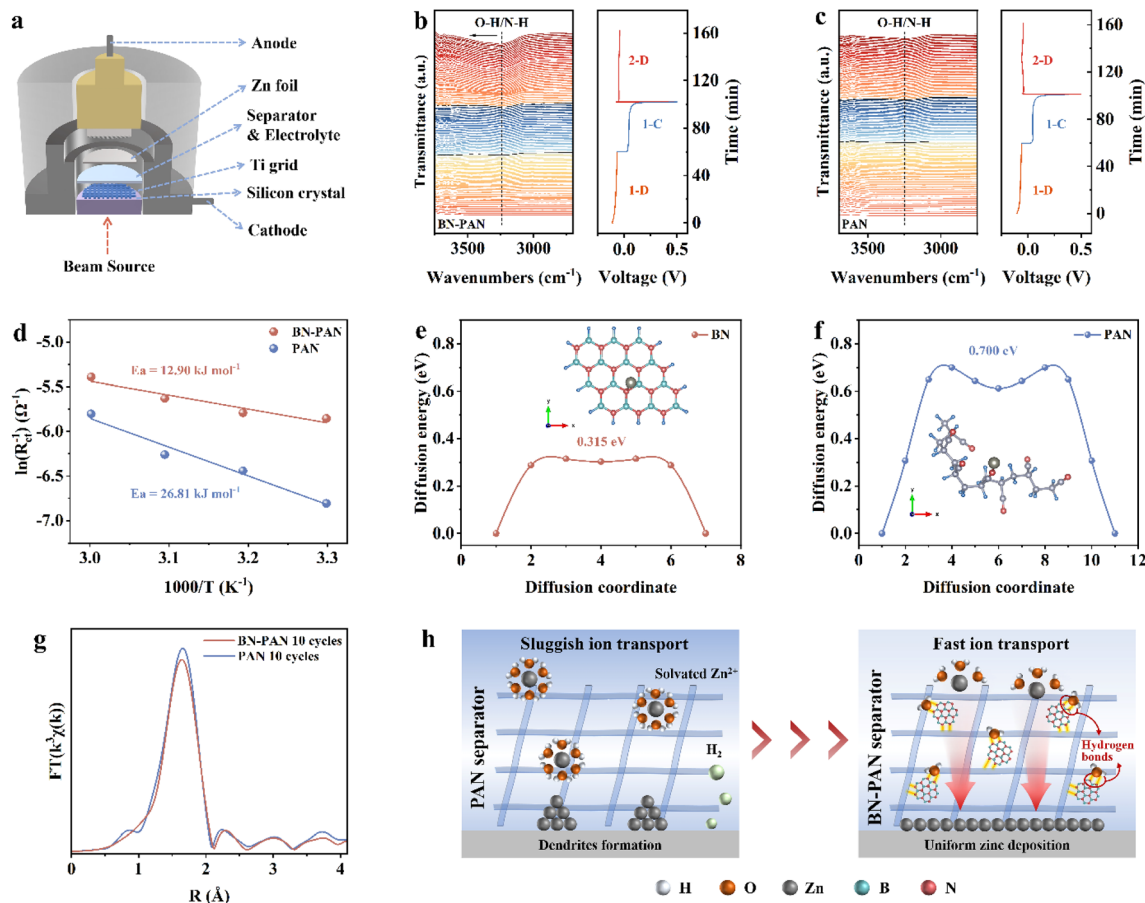 a
Anode
Zn foil
Separator
& Electrolyte
Ti grid
Silicon crystal
Cathode
Beam Source
b
O-H/N-H
Transmittance (a.u.)
BN-PAN
3500 3000
Wavenumbers (cm⁻¹)
2-D
1-C
1-D
0.0 0.5
Voltage (V)
160
120
80
40
0
Time (min)
c
O-H/N-H
Transmittance (a.u.)
PAN
3500 3000
Wavenumbers (cm⁻¹)
2-D
1-C
1-D
0.0 0.5
Voltage (V)
160
120
80
40
0
Time (min)
d
BN-PAN
PAN
Ea = 12.90 kJ mol⁻¹
Ea = 26.81 kJ mol⁻¹
ln(R_ct⁻¹) (Ω⁻¹)
-5.0
-5.5
-6.0
-6.5
-7.0
3.0 3.1 3.2 3.3
1000/T (K⁻¹)
e
BN
y
x
0.315 eV
Diffusion energy (eV)
0.8
0.6
0.4
0.2
0.0
0 2 4 6 8
Diffusion coordinate
f
PAN
0.700 eV
y
x
Diffusion energy (eV)
0.8
0.6
0.4
0.2
0.0
0 1 2 3 4 5 6 7 8 9 10 11 12
Diffusion coordinate
g
BN-PAN 10 cycles
PAN 10 cycles
FT(k³χ(k))
0 1 2 3 4
R (Å)
h
Sluggish ion transport
PAN separator
Solvated Zn²⁺
H₂
Dendrites formation
Fast ion transport
BN-PAN separator
Hydrogen
bonds
Uniform zinc deposition
H O Zn B N